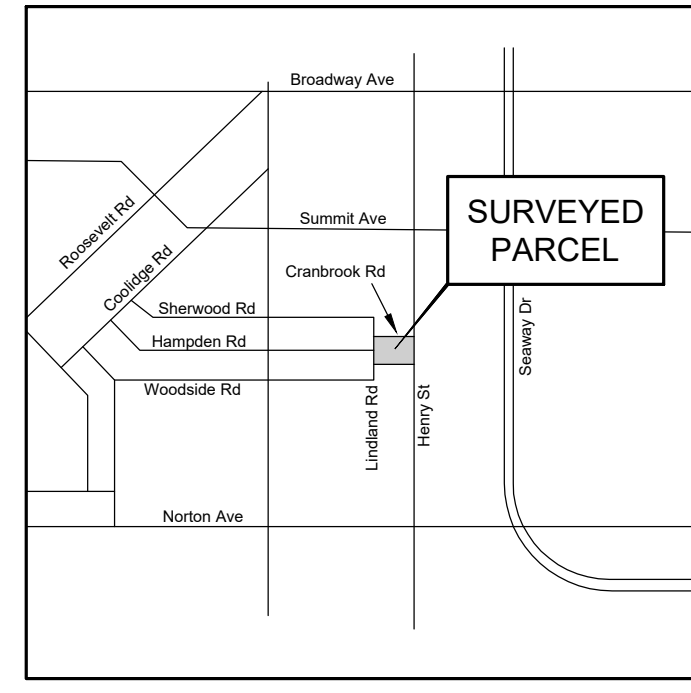 Broadway Ave
Roosevelt Rd
Summit Ave
SURVEYED
PARCEL
Coolidge Rd
Cranbrook Rd
Sherwood Rd
Hampden Rd
Woodside Rd
Lindland Rd
Henry St
Seaway Dr
Norton Ave